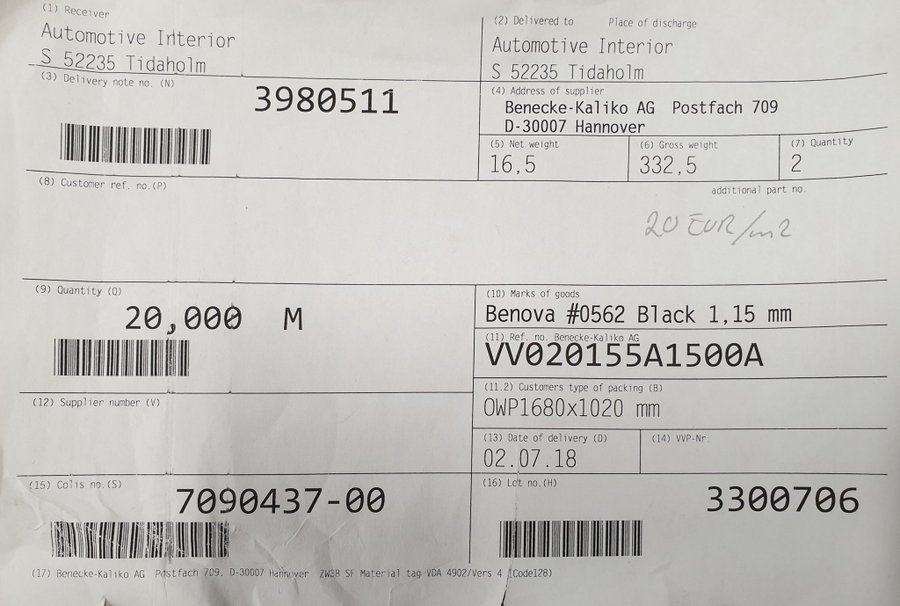 (1) Receiver
Automotive Interior
S 52235 Tidaholm
(2) Delivered to Place of discharge
Automotive Interior
S 52235 Tidaholm
(3) Delivery note no. (N)
3980511
(4) Address of supplier
Benecke-Kaliko AG Postfach 709
D-30007 Hannover
(5) Net weight
16,5
(6) Gross weight
332,5
(7) Quantity
2
(8) Customer ref. no.(P)
additional part no.
20 EUR/m2
(9) Quantity (Q)
20,000 M
(10) Marks of goods
Benova #0562 Black 1,15 mm
(11) Ref. no. Benecke-Kaliko AG
VV020155A1500A
(11.2) Customers type of packing (B)
OWP1680x1020 mm
(12) Supplier number (V)
(13) Date of delivery (D)
02.07.18
(14) VVP-Nr.
(15) Colis no.(S)
7090437-00
(16) Lot no.(H)
3300706
(17) Benecke-Kaliko AG Postfach 709, D-30007 Hannover ZW38 SF Material tag VDA 4902/Vers 4 (Code128)